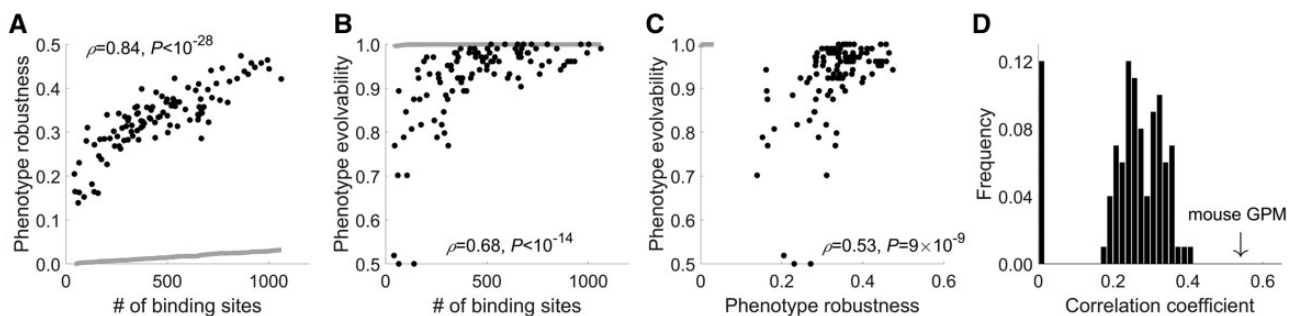 A
ρ=0.84, P<10⁻²⁸
Phenotype robustness
0.5
0.4
0.3
0.2
0.1
0.0
0
500
1000
# of binding sites
B
Phenotype evolvability
1.0
0.9
0.8
0.7
0.6
0.5
ρ=0.68, P<10⁻¹⁴
0
500
1000
# of binding sites
C
Phenotype evolvability
1.0
0.9
0.8
0.7
0.6
0.5
ρ=0.53, P=9×10⁻⁹
0
0.2
0.4
0.6
Phenotype robustness
D
Frequency
0.12
0.08
0.04
0.00
mouse GPM
0
0.2
0.4
0.6
Correlation coefficient